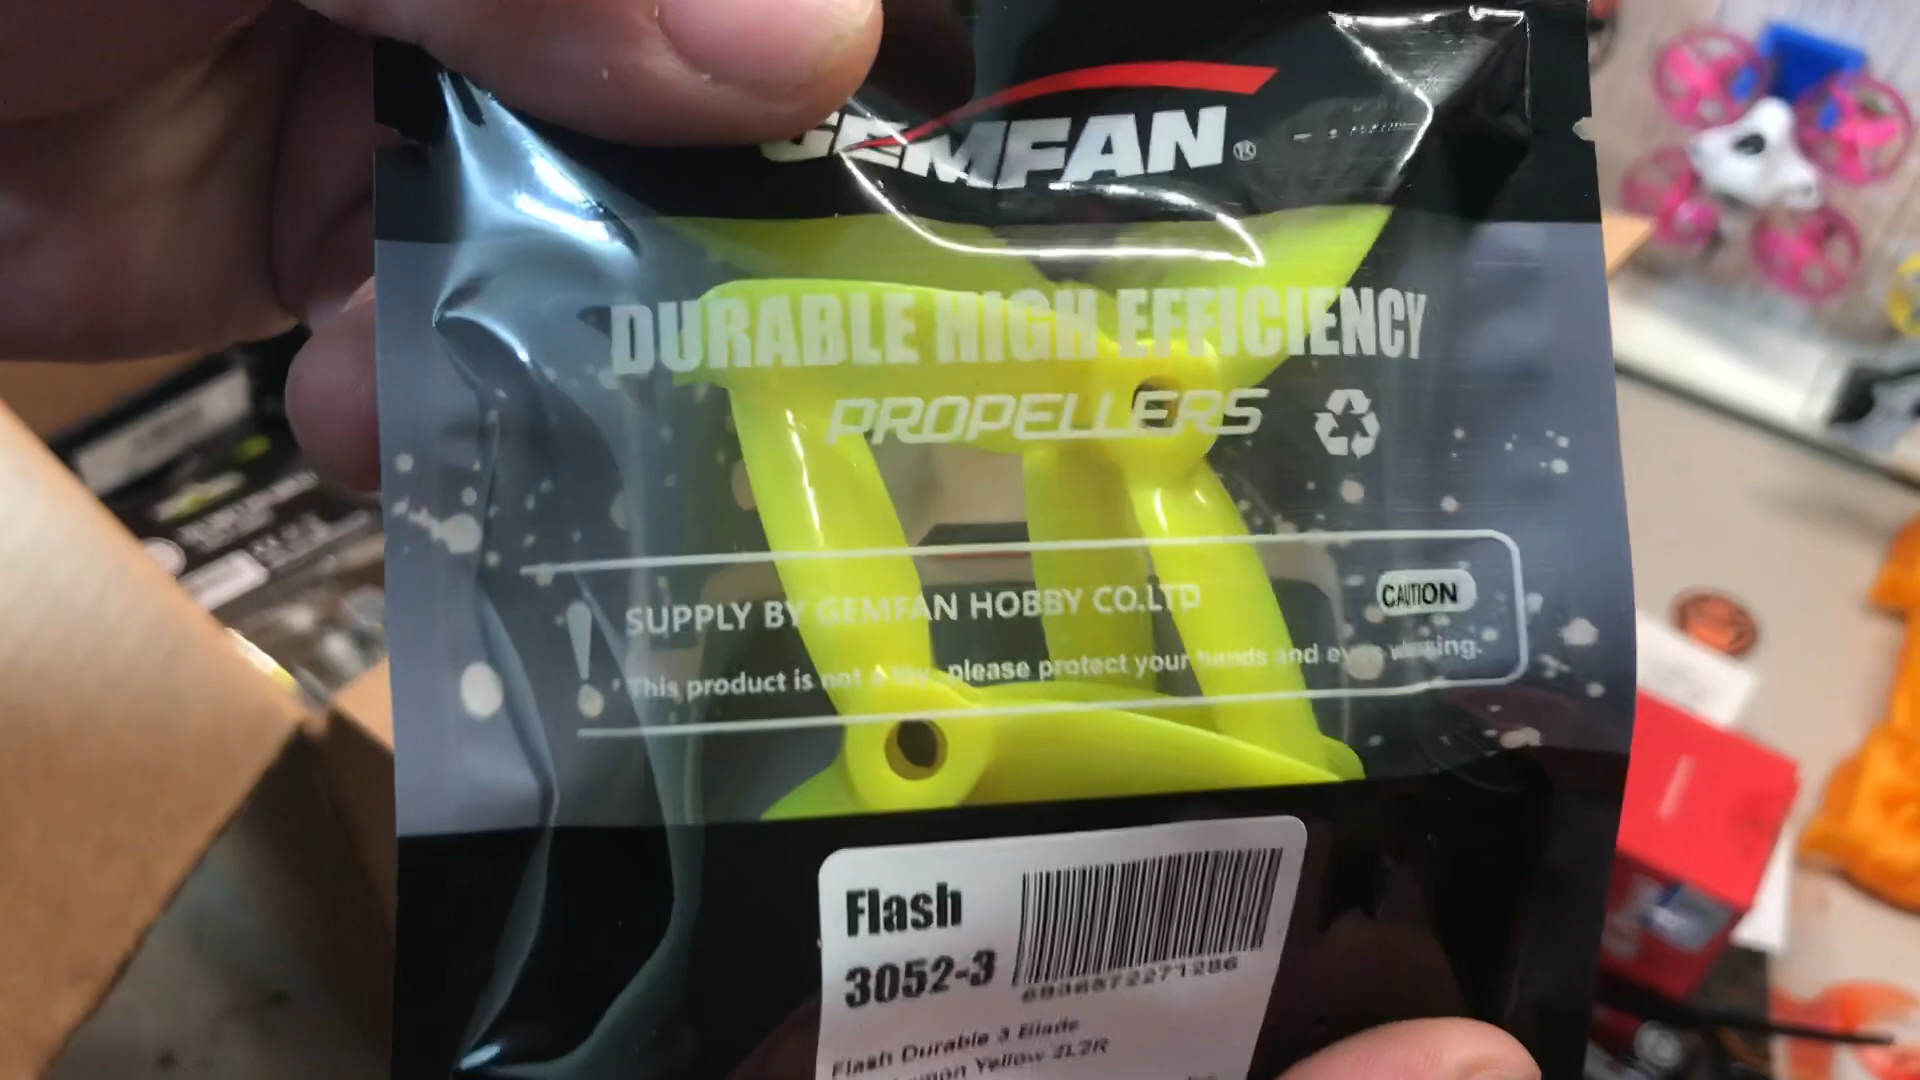 GEMFAN®
DURABLE HIGH EFFICIENCY
PROPELLERS
CAUTION
SUPPLY BY GEMFAN HOBBY CO.LTD
This product is not a toy, please protect your hands and eyes
Flash
3052-3
6936872271286
Flash Durable 3 Blade
Yellow 2L2R